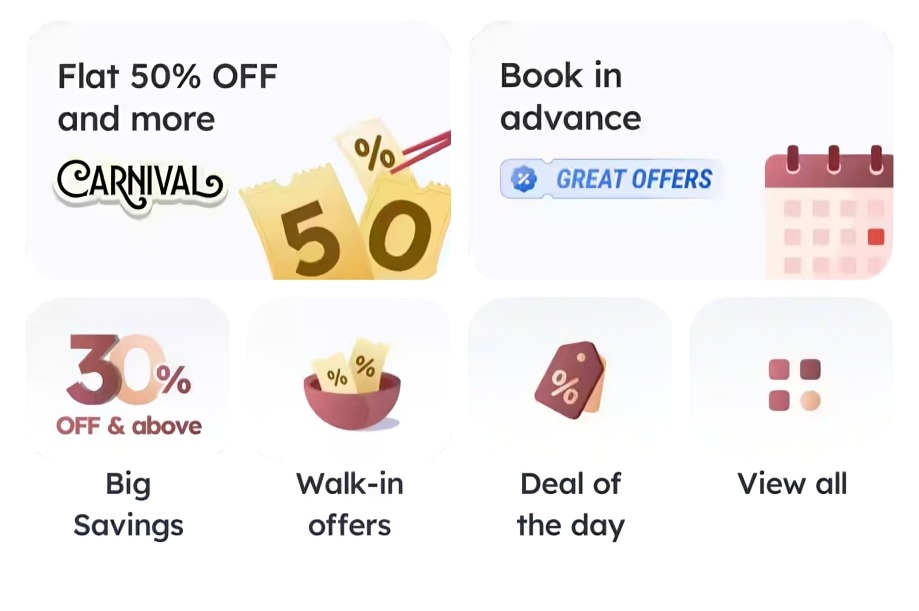 Flat 50% OFF
and more
CARNIVAL
%
50
Book in
advance
GREAT OFFERS
30%
OFF & above
Big
Savings
% %
Walk-in
offers
%
Deal of
the day
View all